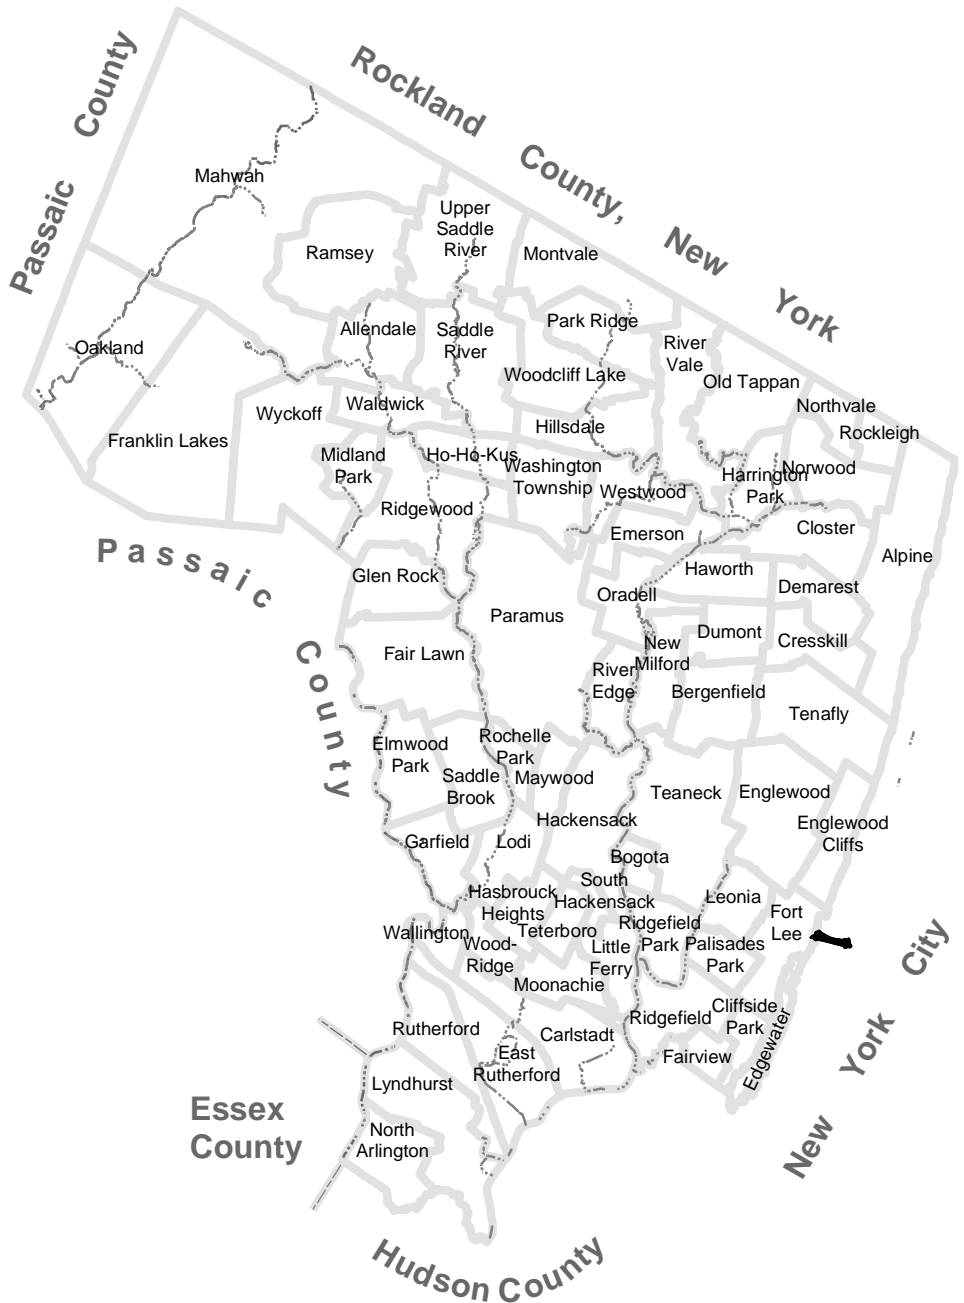 Passaic County
Rockland County, New York
Mahwah
Upper
Saddle
River
Ramsey
Montvale
Allendale
Saddle
River
Park Ridge
River
Vale
Oakland
Woodcliff Lake
Old Tappan
Wyckoff
Waldwick
Northvale
Franklin Lakes
Hillsdale
Rockleigh
Midland
Park
Ho-Ho-Kus
Washington
Township
Westwood
Harrington
Park
Norwood
Ridgewood
Emerson
Closter
Passaic County
Alpine
Glen Rock
Haworth
Paramus
Oradell
Demarest
Fair Lawn
New
Milford
Dumont
Cresskill
River
Edge
Bergenfield
Tenafly
Elmwood
Park
Rochelle
Park
Saddle
Brook
Maywood
Teaneck
Englewood
Hackensack
Englewood
Cliffs
Garfield
Lodi
Bogota
South
Hackensack
Hasbrouck
Heights
Leonia
Fort
Lee
Wallington
Teterboro
Ridgefield
Park
Wood-
Ridge
Little
Ferry
Palisades
Park
Moonachie
Rutherford
Carlstadt
Ridgefield
Cliffside
Park
East
Rutherford
Fairview
Edgewater
Lyndhurst
New York City
Essex
County
North
Arlington
Hudson County